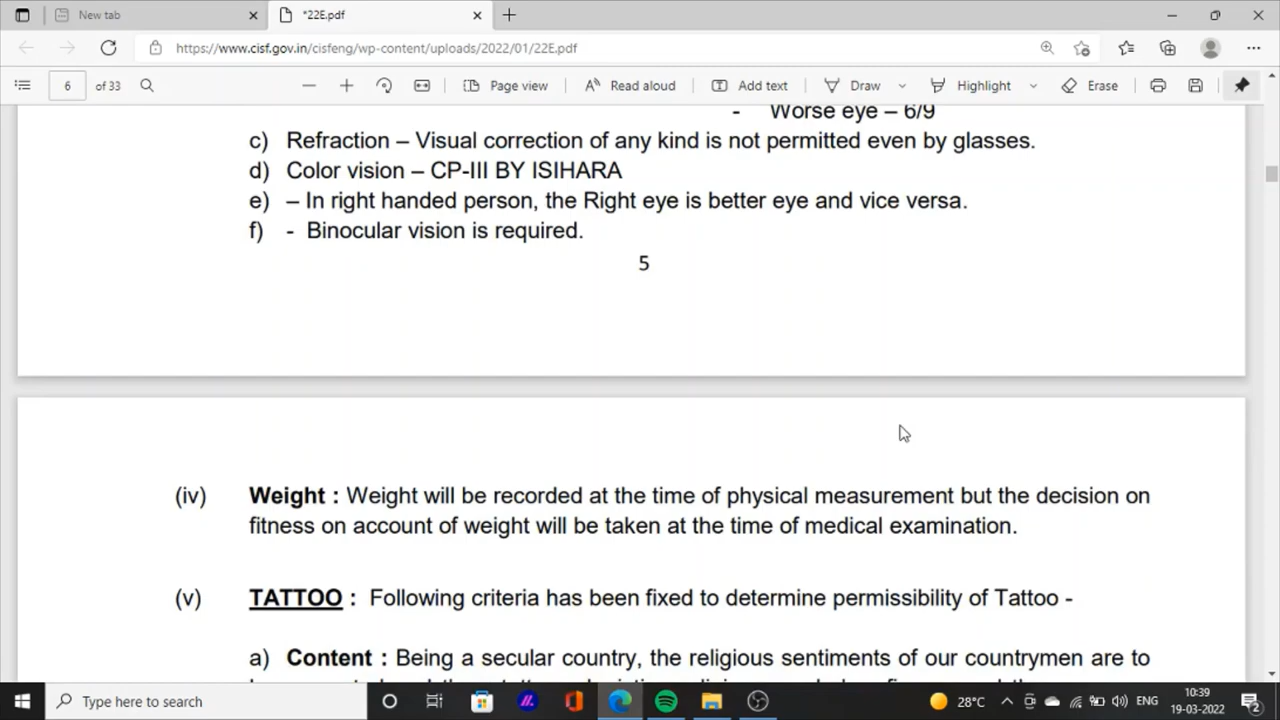 New tab
*22E.pdf
https://www.cisf.gov.in/cisfeng/wp-content/uploads/2022/01/22E.pdf
6 of 33 Page view Read aloud Add text Draw Highlight Erase
- Worse eye – 6/9
c) Refraction – Visual correction of any kind is not permitted even by glasses.
d) Color vision – CP-III BY ISIHARA
e) – In right handed person, the Right eye is better eye and vice versa.
f) - Binocular vision is required.
5
(iv) Weight : Weight will be recorded at the time of physical measurement but the decision on
fitness on account of weight will be taken at the time of medical examination.
(v) TATTOO : Following criteria has been fixed to determine permissibility of Tattoo -
a) Content : Being a secular country, the religious sentiments of our countrymen are to
Type here to search
28°C
ENG
10:39
19-03-2022
2